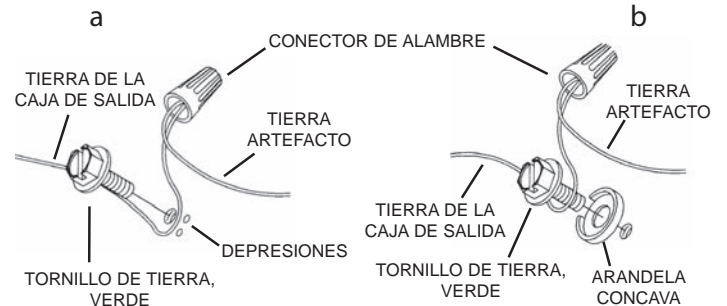 a
b
CONECTOR DE ALAMBRE
TIERRA DE LA
CAJA DE SALIDA
TIERRA
ARTEFACTO
DEPRESIONES
TORNILLO DE TIERRA,
VERDE
TIERRA
ARTEFACTO
TIERRA DE LA
CAJA DE SALIDA
TORNILLO DE TIERRA,
VERDE
ARANDELA
CONCAVA